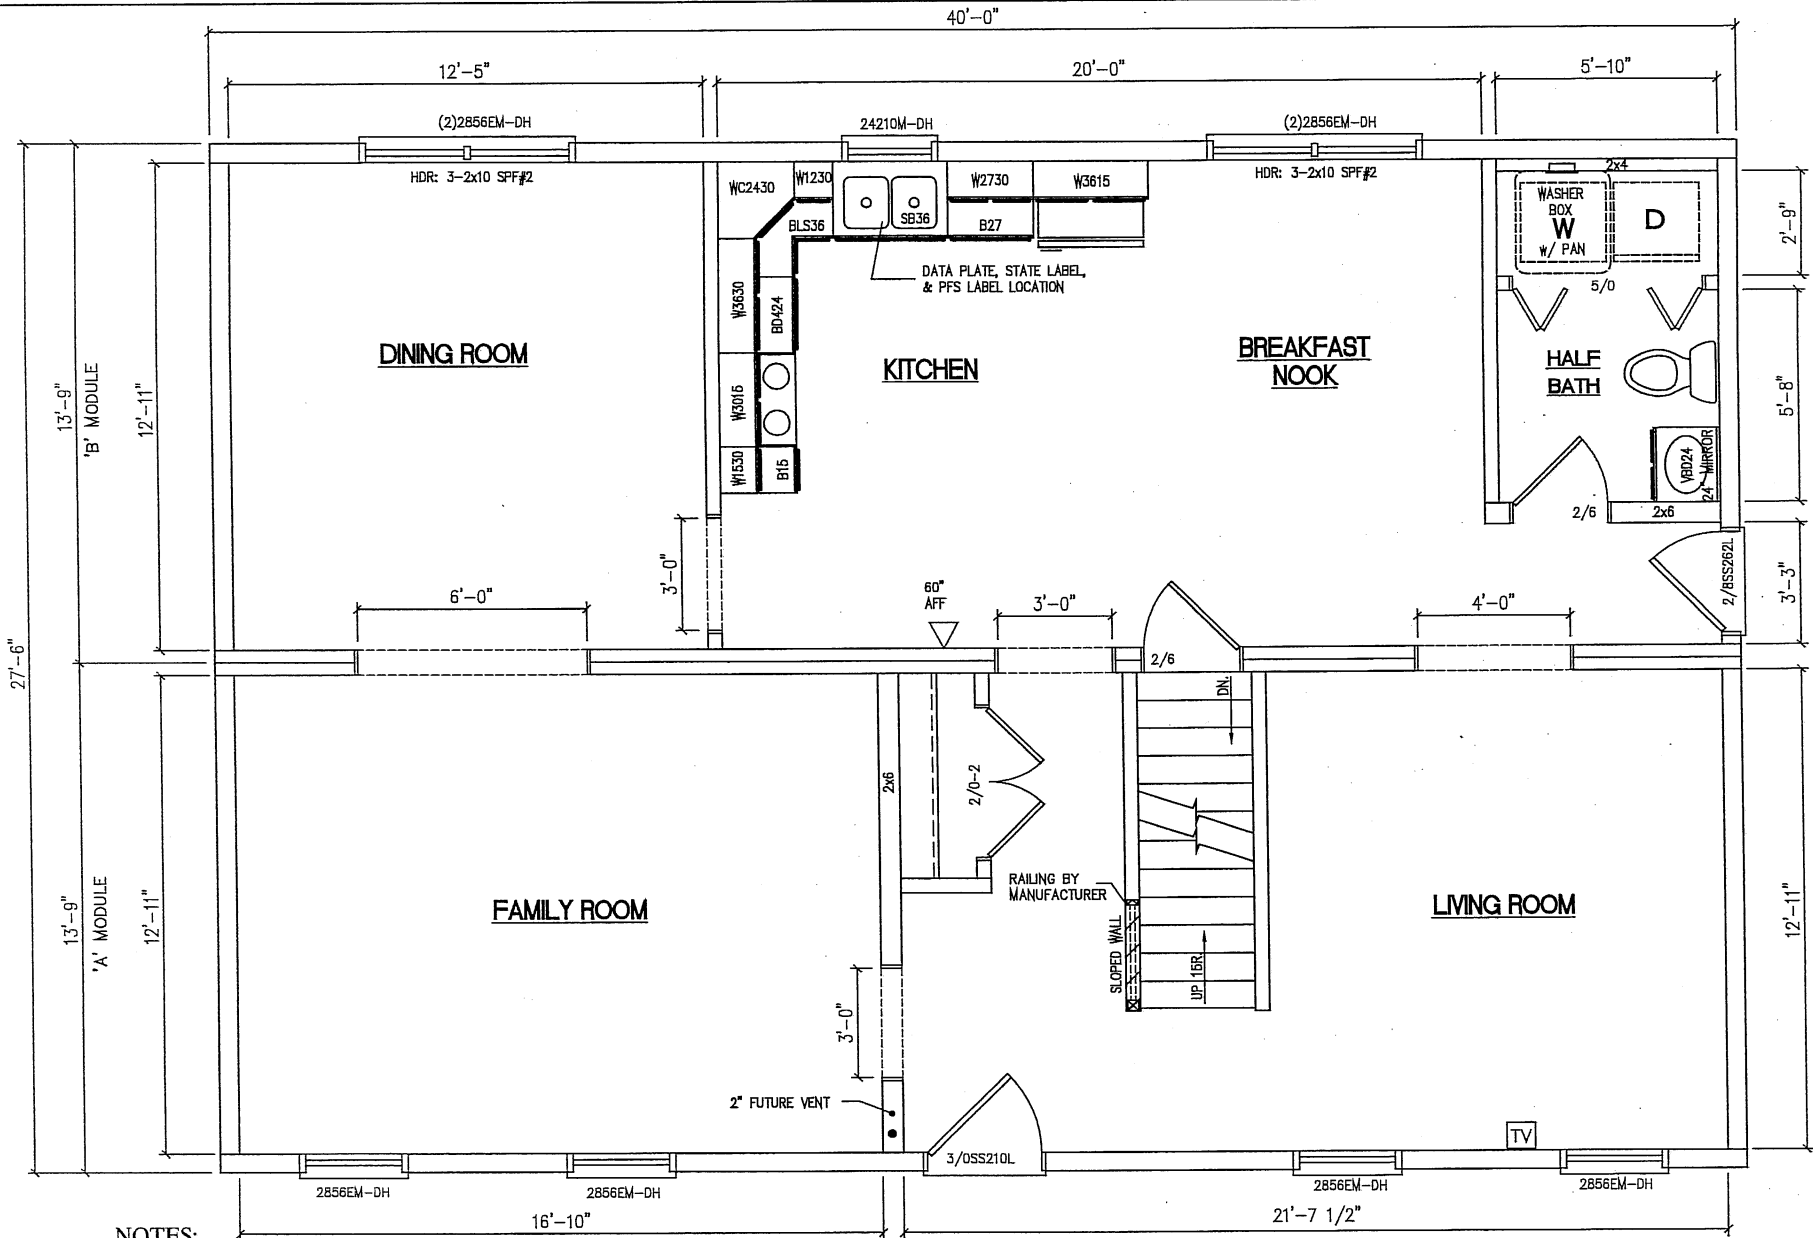 40'-0"
12'-5"
20'-0"
5'-10"
(2)2856EM-DH
24210M-DH
(2)2856EM-DH
HDR: 3-2x10 SPF#2
HDR: 3-2x10 SPF#2
WC2430
W1230
BLS36
SB36
W2730
B27
W3615
2x4
WASHER
BOX
W
W/ PAN
D
2'-9"
5/0
DATA PLATE, STATE LABEL,
& PFS LABEL LOCATION
W3630
BD424
W3015
W1530
B15
DINING ROOM
KITCHEN
BREAKFAST
NOOK
HALF
BATH
5'-8"
VBD24
24" MIRROR
2/6
2x6
2/8SS262L
3'-3"
27'-6"
13'-9"
'B' MODULE
12'-11"
3'-0"
6'-0"
60"
AFF
3'-0"
2/6
4'-0"
DN.
2x6
2/0-2
13'-9"
'A' MODULE
12'-11"
FAMILY ROOM
RAILING BY
MANUFACTURER
SLOPED WALL
UP 15R.
LIVING ROOM
12'-11"
3'-0"
2" FUTURE VENT
3/0SS210L
TV
2856EM-DH
2856EM-DH
2856EM-DH
2856EM-DH
16'-10"
21'-7 1/2"
NOTES: